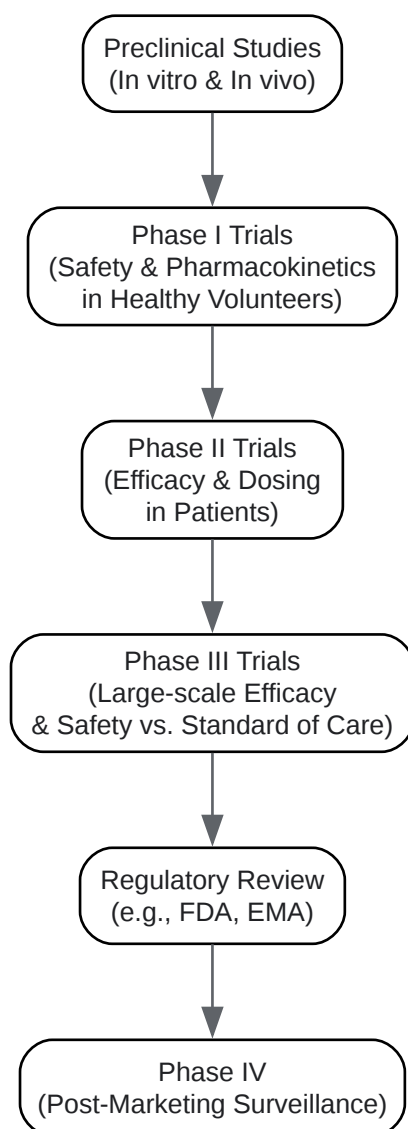 Preclinical Studies
(In vitro & In vivo)
Phase I Trials
(Safety & Pharmacokinetics
in Healthy Volunteers)
Phase II Trials
(Efficacy & Dosing
in Patients)
Phase III Trials
(Large-scale Efficacy
& Safety vs. Standard of Care)
Regulatory Review
(e.g., FDA, EMA)
Phase IV
(Post-Marketing Surveillance)